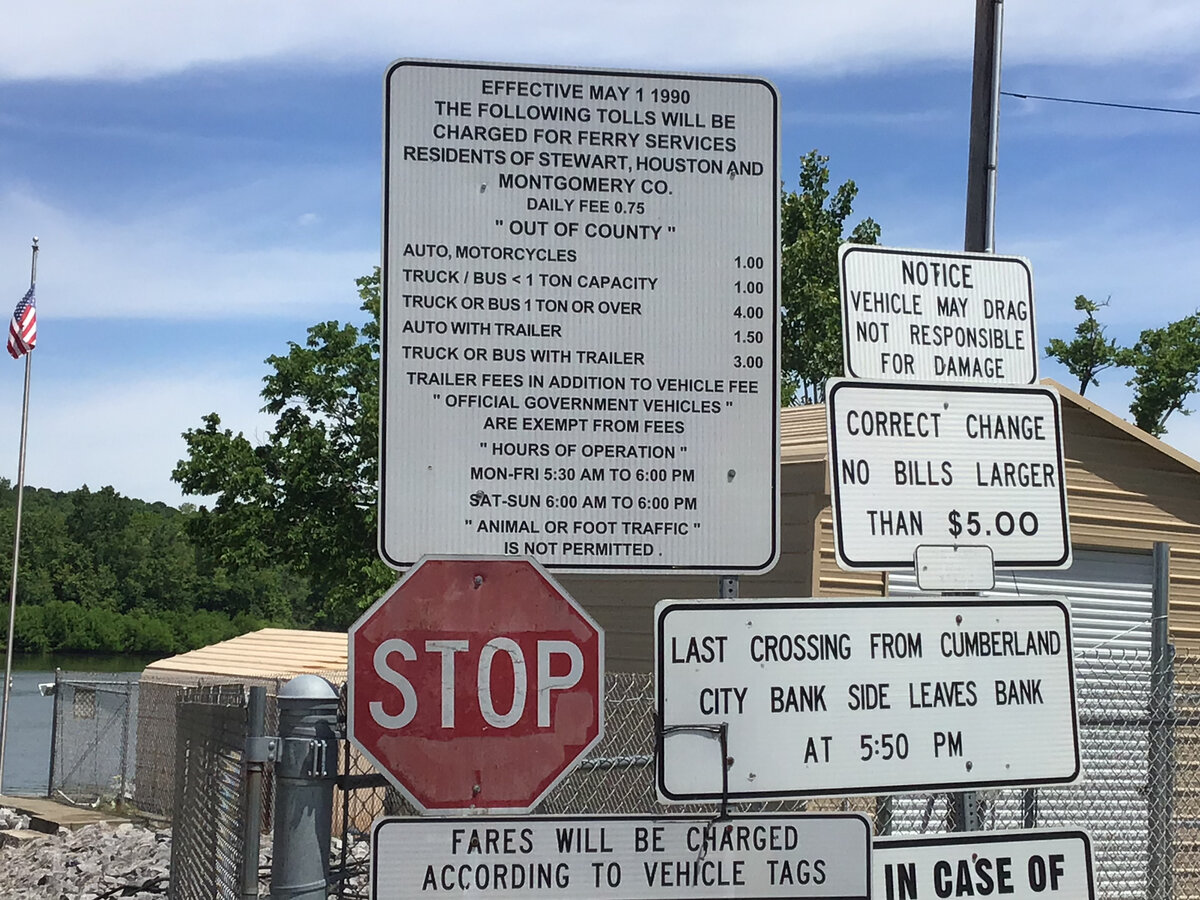 EFFECTIVE MAY 1 1990
THE FOLLOWING TOLLS WILL BE
CHARGED FOR FERRY SERVICES
RESIDENTS OF STEWART, HOUSTON AND
MONTGOMERY CO.
DAILY FEE 0.75
" OUT OF COUNTY "
AUTO, MOTORCYCLES 1.00
TRUCK / BUS < 1 TON CAPACITY 1.00
TRUCK OR BUS 1 TON OR OVER 4.00
AUTO WITH TRAILER 1.50
TRUCK OR BUS WITH TRAILER 3.00
TRAILER FEES IN ADDITION TO VEHICLE FEE
" OFFICIAL GOVERNMENT VEHICLES "
ARE EXEMPT FROM FEES
" HOURS OF OPERATION "
MON-FRI 5:30 AM TO 6:00 PM
SAT-SUN 6:00 AM TO 6:00 PM
" ANIMAL OR FOOT TRAFFIC "
IS NOT PERMITTED .
NOTICE
VEHICLE MAY DRAG
NOT RESPONSIBLE
FOR DAMAGE
CORRECT CHANGE
NO BILLS LARGER
THAN $5.00
STOP
LAST CROSSING FROM CUMBERLAND
CITY BANK SIDE LEAVES BANK
AT 5:50 PM
FARES WILL BE CHARGED
ACCORDING TO VEHICLE TAGS
IN CASE OF